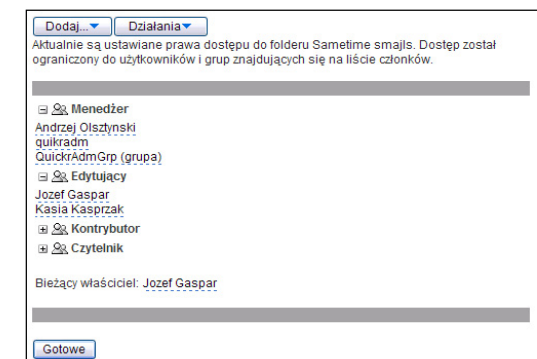 Dodaj... Działania
Aktualnie są ustawiane prawa dostępu do folderu Sametime smajls. Dostęp został
ograniczony do użytkowników i grup znajdujących się na liście członków.
Menedżer
Andrzej Olsztynski
quikradm
QuickrAdmGrp (grupa)
Edytujący
Jozef Gaspar
Kasia Kasprzak
Kontrybutor
Czytelnik
Bieżący właściciel: Jozef Gaspar
Gotowe